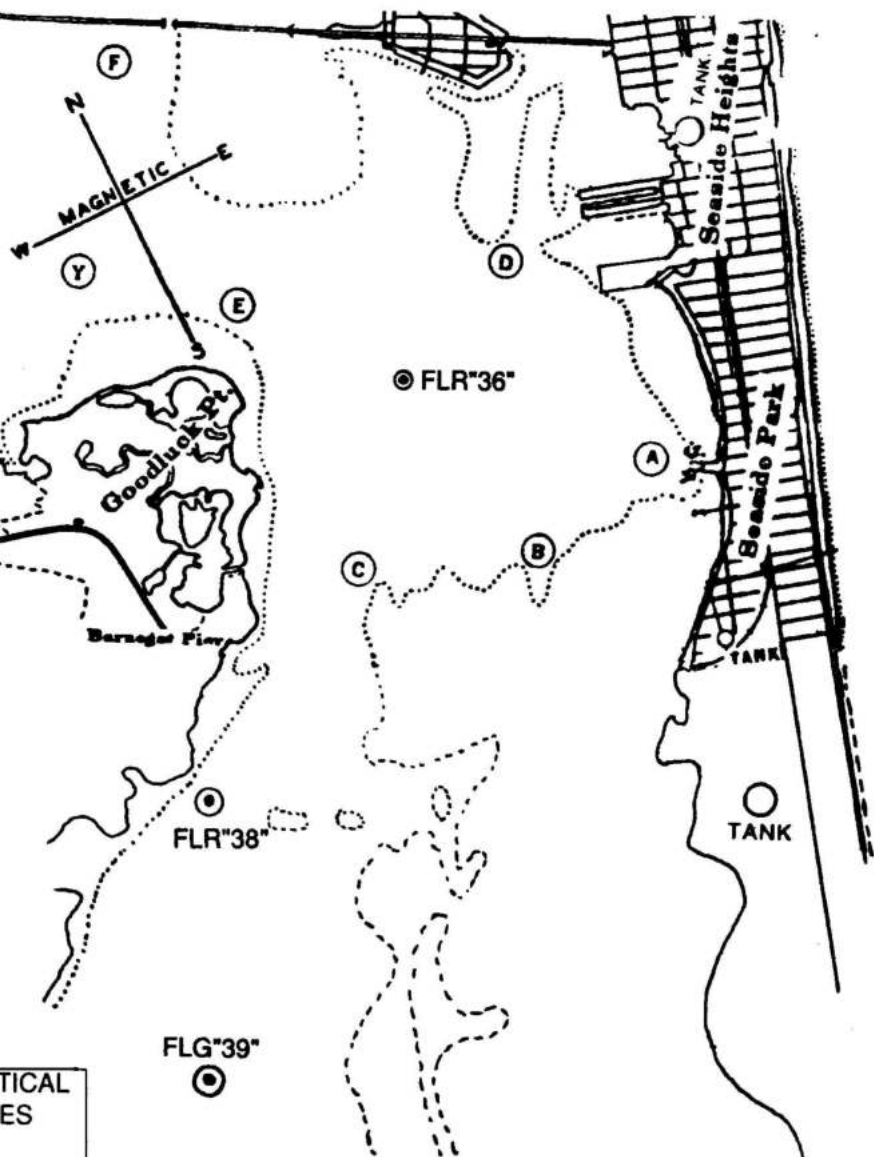 F
N
TANK
Seaside Heights
MAGNETIC
E
W
Y
D
E
S
FLR"36"
Goodluck Pt.
A
Seaside Park
B
C
Barnegat Pier
TANK
FLR"38"
TANK
FLG"39"
TICAL
ES